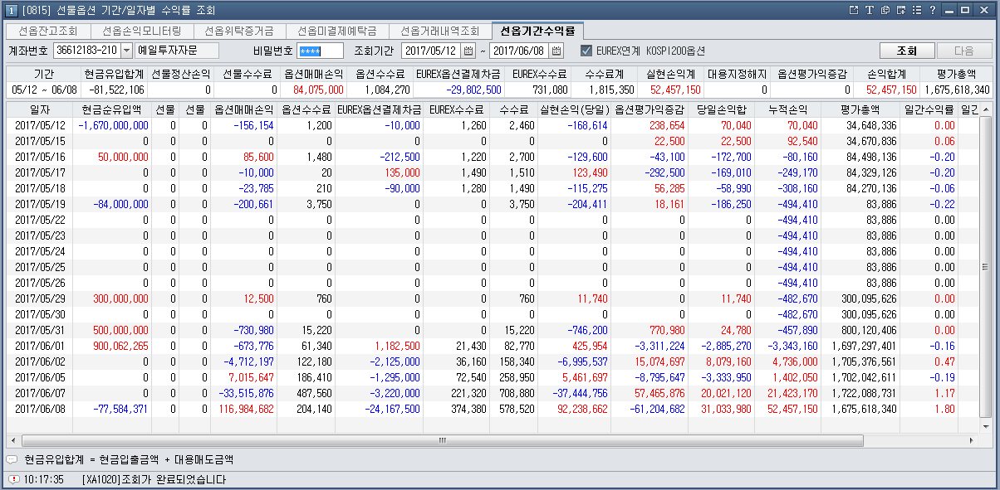 1 [0815] 선물옵션 기간/일자별 수익률 조회
선옵잔고조회 선옵손익모니터링 선옵위탁증거금 선옵미결제예탁금 선옵거래내역조회 선옵기간수익률
계좌번호 36612183-210 예일투자자문 비밀번호 **** 조회기간 2017/05/12 ~ 2017/06/08 EUREX연계 KOSPI200옵션 조회 다음
기간 현금유입합계 선물정산손익 선물수수료 옵션매매손익 옵션수수료 EUREX옵션결제차금 EUREX수수료 수수료계 실현손익계 대용지정해지 옵션평가익증감 손익합계 평가총액
05/12 ~ 06/08 -81,522,106 0 0 84,075,000 1,084,270 -29,802,500 731,080 1,815,350 52,457,150 0 0 52,457,150 1,675,618,340
일자 현금순유입액 선물 선물 옵션매매손익 옵션수수료 EUREX옵션결제차금 EUREX수수료 수수료 실현손익(당일) 옵션평가익증감 당일손익합 누적손익 평가총액 일간수익률 일간
2017/05/12 -1,670,000,000 0 0 -156,154 1,200 -10,000 1,260 2,460 -168,614 238,654 70,040 70,040 34,648,336 0.00
2017/05/15 0 0 0 0 0 0 0 0 0 22,500 22,500 92,540 34,670,836 0.06
2017/05/16 50,000,000 0 0 85,600 1,480 -212,500 1,220 2,700 -129,600 -43,100 -172,700 -80,160 84,498,136 -0.20
2017/05/17 0 0 0 -10,000 20 135,000 1,490 1,510 123,490 -292,500 -169,010 -249,170 84,329,126 -0.20
2017/05/18 0 0 0 -23,785 210 -90,000 1,280 1,490 -115,275 56,285 -58,990 -308,160 84,270,136 -0.06
2017/05/19 -84,000,000 0 0 -200,661 3,750 0 0 3,750 -204,411 18,161 -186,250 -494,410 83,886 -0.22
2017/05/22 0 0 0 0 0 0 0 0 0 0 0 -494,410 83,886 0.00
2017/05/23 0 0 0 0 0 0 0 0 0 0 0 -494,410 83,886 0.00
2017/05/24 0 0 0 0 0 0 0 0 0 0 0 -494,410 83,886 0.00
2017/05/25 0 0 0 0 0 0 0 0 0 0 0 -494,410 83,886 0.00
2017/05/26 0 0 0 0 0 0 0 0 0 0 0 -494,410 83,886 0.00
2017/05/29 300,000,000 0 0 12,500 760 0 0 760 11,740 0 11,740 -482,670 300,095,626 0.00
2017/05/30 0 0 0 0 0 0 0 0 0 0 0 -482,670 300,095,626 0.00
2017/05/31 500,000,000 0 0 -730,980 15,220 0 0 15,220 -746,200 770,980 24,780 -457,890 800,120,406 0.00
2017/06/01 900,062,265 0 0 -673,776 61,340 1,182,500 21,430 82,770 425,954 -3,311,224 -2,885,270 -3,343,160 1,697,297,401 -0.16
2017/06/02 0 0 0 -4,712,197 122,180 -2,125,000 36,160 158,340 -6,995,537 15,074,697 8,079,160 4,736,000 1,705,376,561 0.47
2017/06/05 0 0 0 7,015,647 186,410 -1,295,000 72,540 258,950 5,461,697 -8,795,647 -3,333,950 1,402,050 1,702,042,611 -0.19
2017/06/07 0 0 0 -33,515,876 487,560 -3,220,000 221,320 708,880 -37,444,756 57,465,876 20,021,120 21,423,170 1,722,088,731 1.17
2017/06/08 -77,584,371 0 0 116,984,682 204,140 -24,167,500 374,380 578,520 92,238,662 -61,204,682 31,033,980 52,457,150 1,675,618,340 1.80
현금유입합계 = 현금입출금액 + 대용매도금액
10:17:35 [XA1020]조회가 완료되었습니다